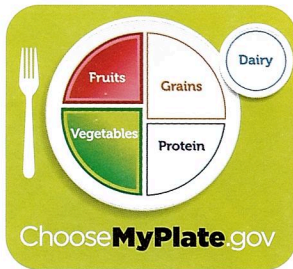 Dairy
Fruits
Grains
Vegetables
Protein
ChooseMyPlate.gov